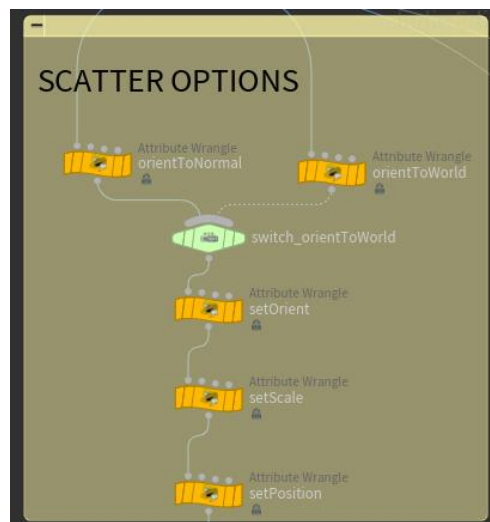 SCATTER OPTIONS
Attribute Wrangle
orientToNormal
Attribute Wrangle
orientToWorld
switch_orientToWorld
Attribute Wrangle
setOrient
Attribute Wrangle
setScale
Attribute Wrangle
setPosition